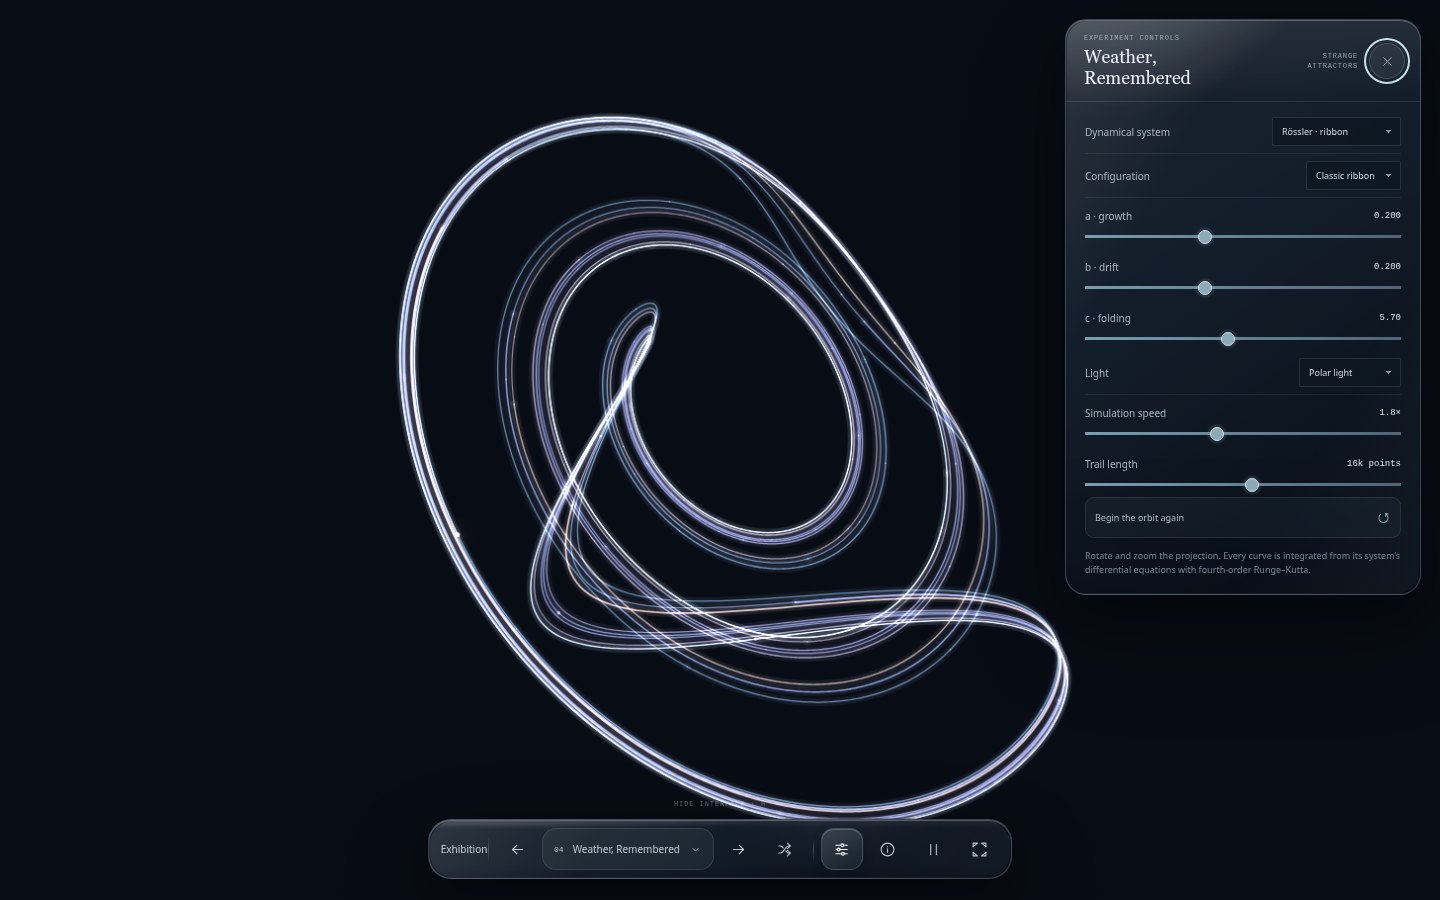 EXPERIMENT CONTROLS
Weather,
Remembered
STRANGE
ATTRACTORS
Dynamical system
Rössler · ribbon
Configuration
Classic ribbon
a · growth
0.200
b · drift
0.200
c · folding
5.70
Light
Polar light
Simulation speed
1.8×
Trail length
16k points
Begin the orbit again
Rotate and zoom the projection. Every curve is integrated from its system's
differential equations with fourth-order Runge–Kutta.
HIDE
Exhibition
04
Weather, Remembered